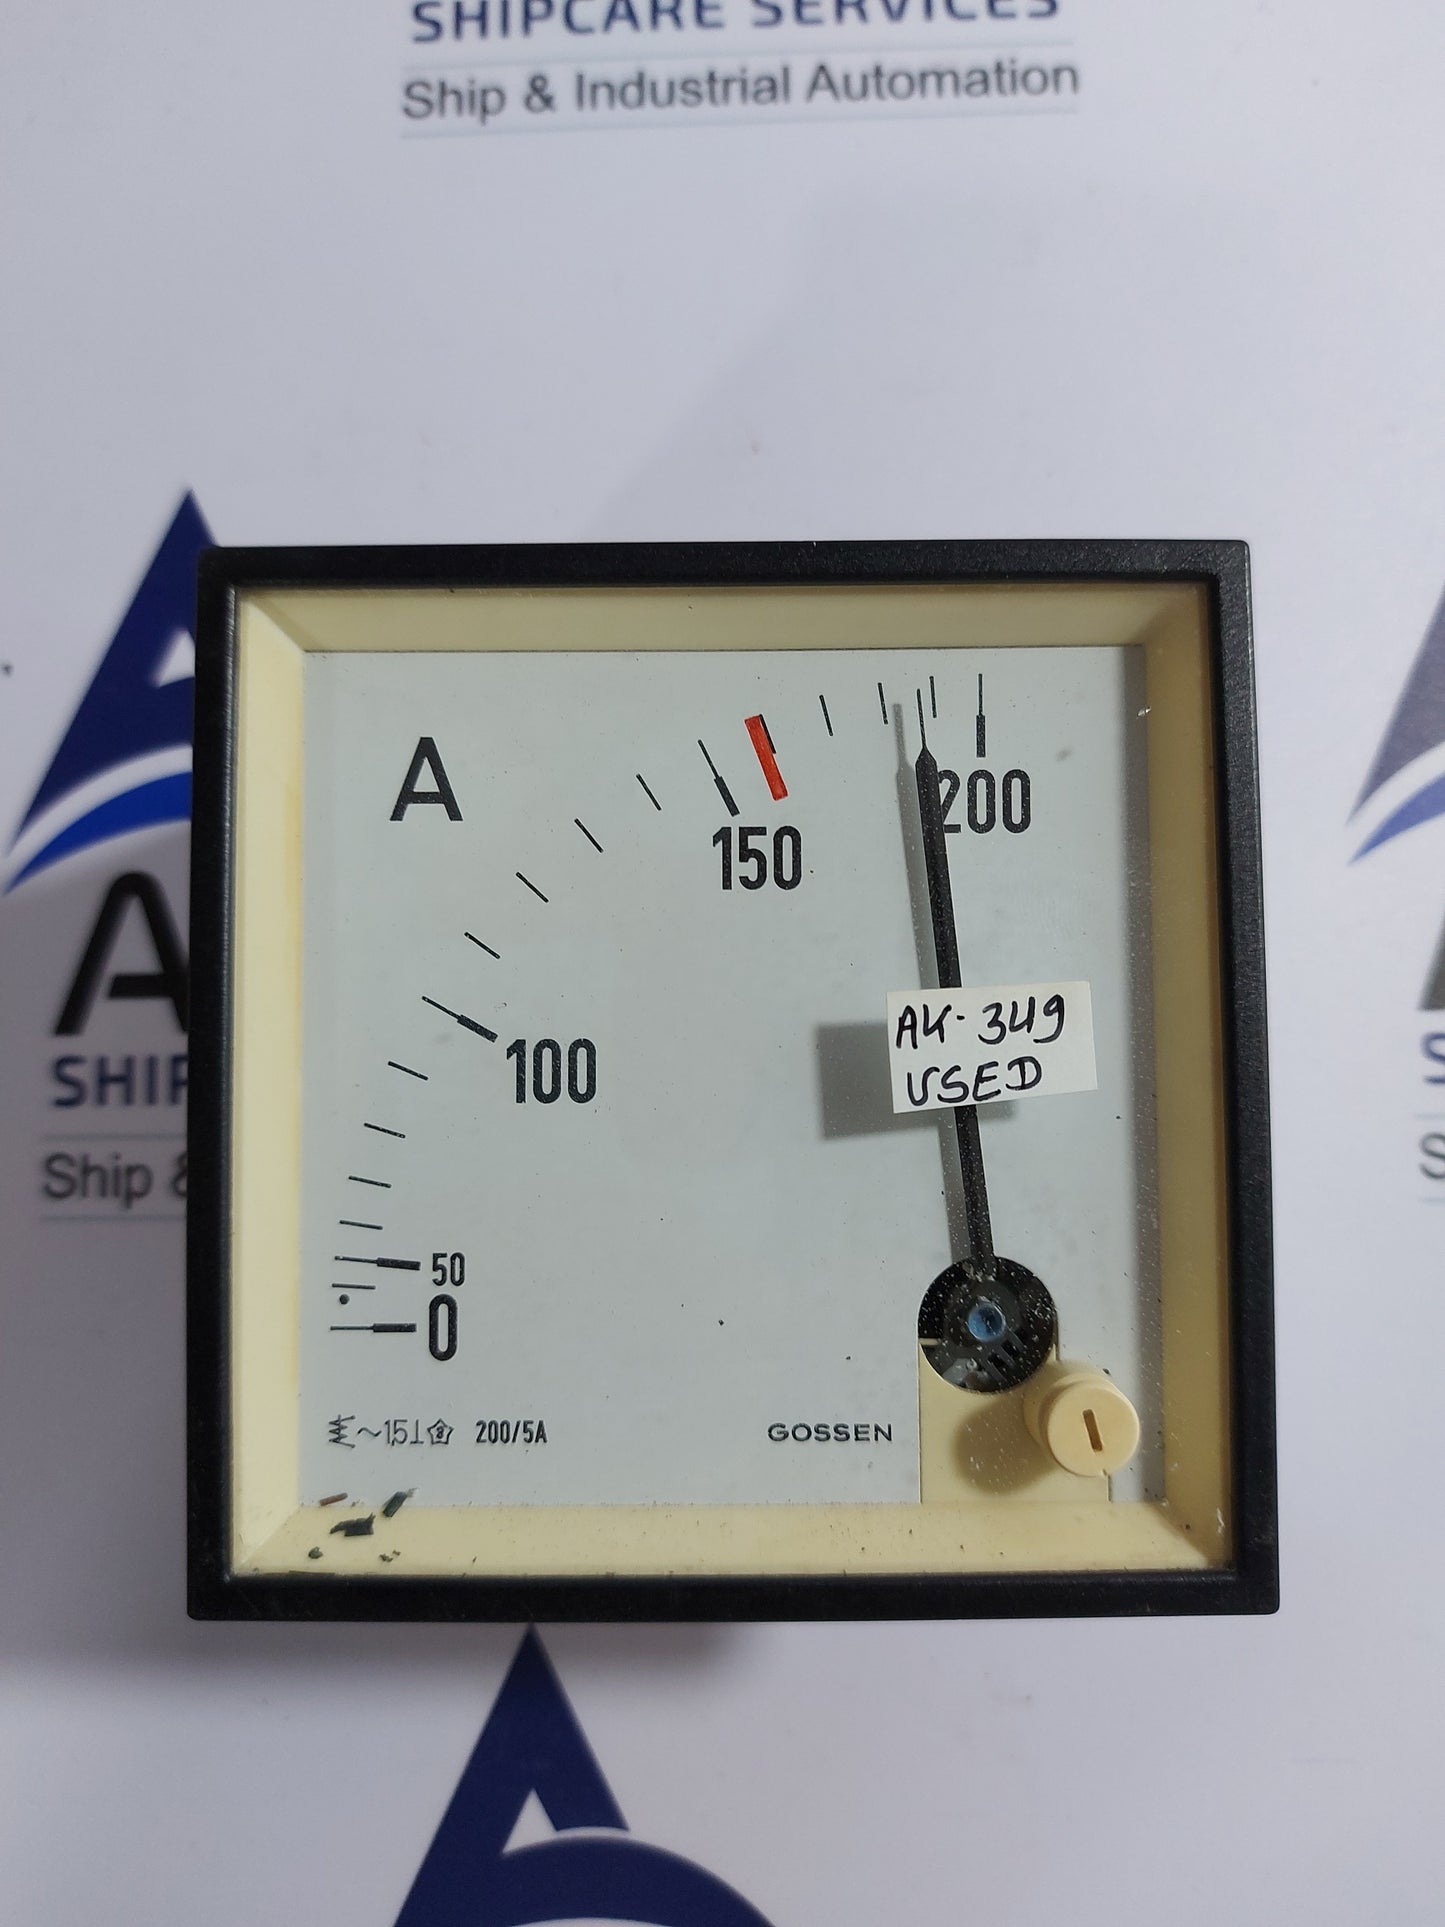 SHIPCARE SERVICES
Ship & Industrial Automation
A
150
200
100
50
0
AK-349
USED
~1,5⊥ 2 200/5A
GOSSEN
A
SHIP
Ship &
S
S